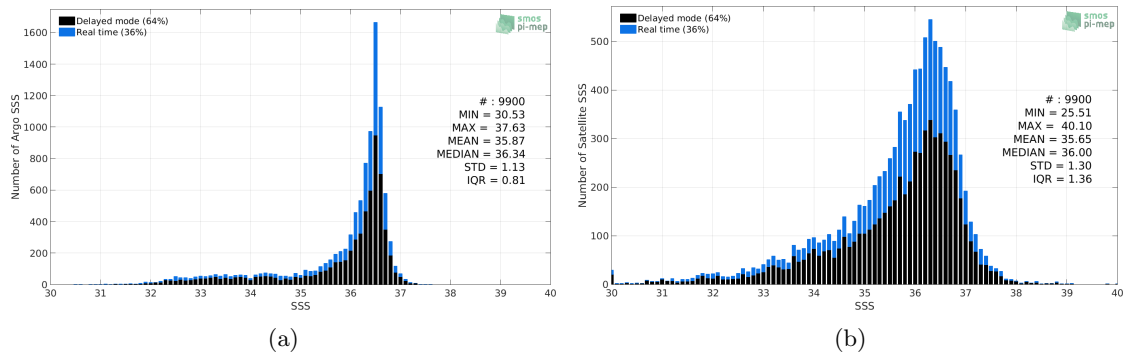 Delayed mode (64%)
Real time (36%)
smos
pi-mep
# : 9900
MIN = 30.53
MAX = 37.63
MEAN = 35.87
MEDIAN = 36.34
STD = 1.13
IQR = 0.81
Number of Argo SSS
1600
1400
1200
1000
800
600
400
200
0
30 31 32 33 34 35 36 37 38 39 40
SSS
(a)
Delayed mode (64%)
Real time (36%)
smos
pi-mep
# : 9900
MIN = 25.51
MAX = 40.10
MEAN = 35.65
MEDIAN = 36.00
STD = 1.30
IQR = 1.36
Number of Satellite SSS
500
400
300
200
100
0
30 31 32 33 34 35 36 37 38 39 40
SSS
(b)